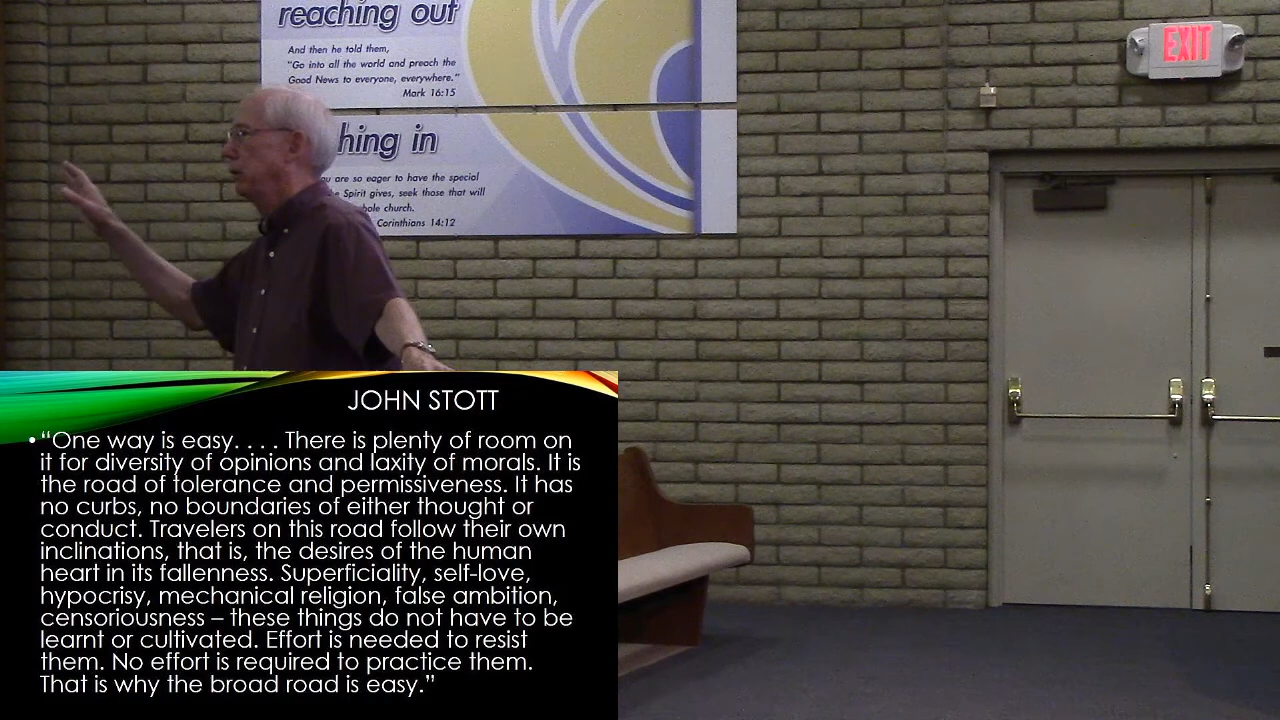 reaching out
And then he told them,
"Go into all the world and preach the
Good News to everyone, everywhere."
Mark 16:15
EXIT
hing in
you are so eager to have the special
the Spirit gives, seek those that will
whole church.
Corinthians 14:12
JOHN STOTT
• "One way is easy. . . . There is plenty of room on
it for diversity of opinions and laxity of morals. It is
the road of tolerance and permissiveness. It has
no curbs, no boundaries of either thought or
conduct. Travelers on this road follow their own
inclinations, that is, the desires of the human
heart in its fallenness. Superficiality, self-love,
hypocrisy, mechanical religion, false ambition,
censoriousness – these things do not have to be
learnt or cultivated. Effort is needed to resist
them. No effort is required to practice them.
That is why the broad road is easy."